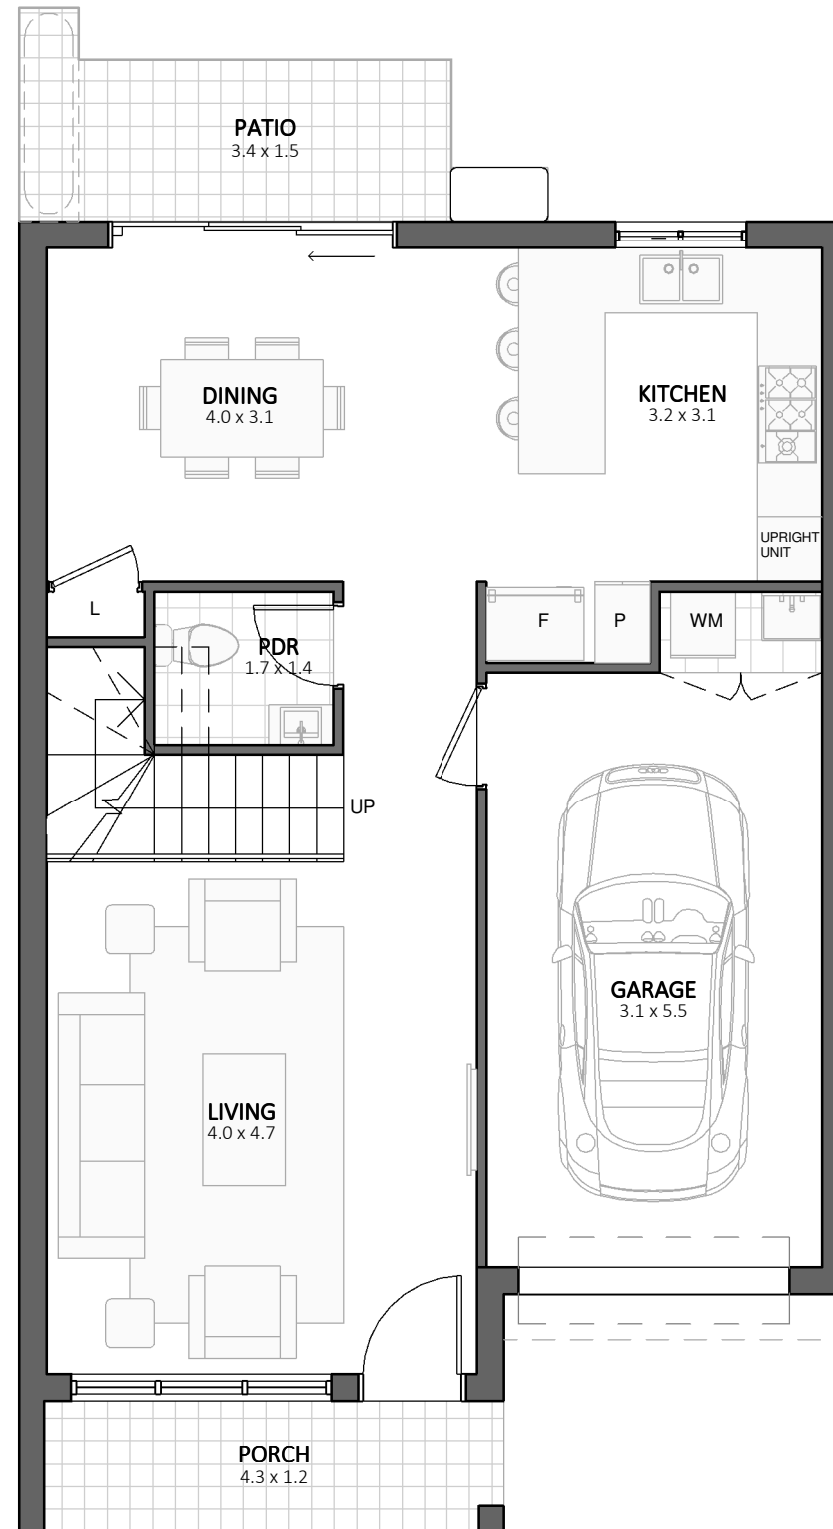 PATIO
3.4 x 1.5
DINING
4.0 x 3.1
KITCHEN
3.2 x 3.1
UPRIGHT
UNIT
L
PDR
1.7 x 1.4
F
P
WM
UP
GARAGE
3.1 x 5.5
LIVING
4.0 x 4.7
PORCH
4.3 x 1.2